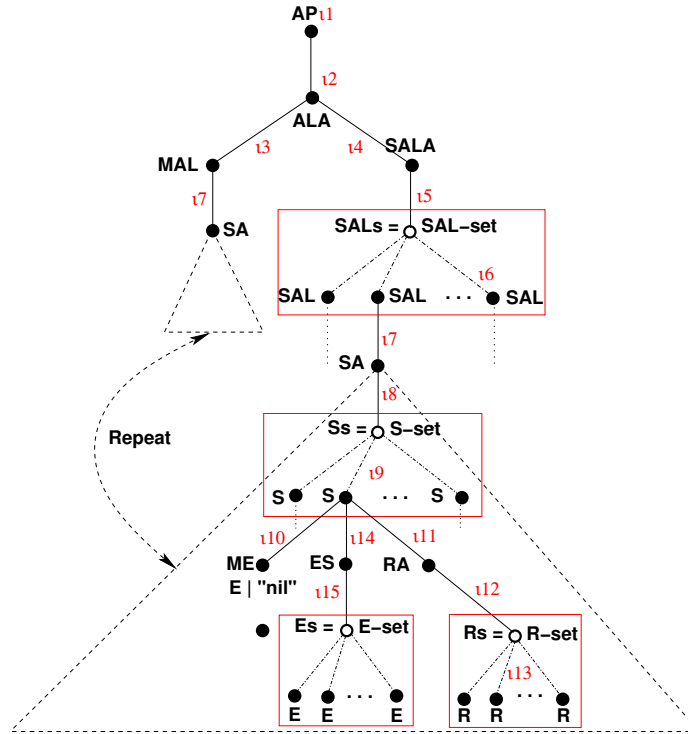 AP ι1
ι2
ALA
ι3 ι4 SALA
MAL
ι7 ι5
SA SALs = SAL-set
ι6
SAL SAL . . . SAL
ι7
SA
ι8
Ss = S-set
Repeat
ι9
S S . . . S
ι10 ι14 ι11
ME ES RA
E | "nil" ι15 ι12
Es = E-set Rs = R-set
ι13
. . . . . .
E E E R R R